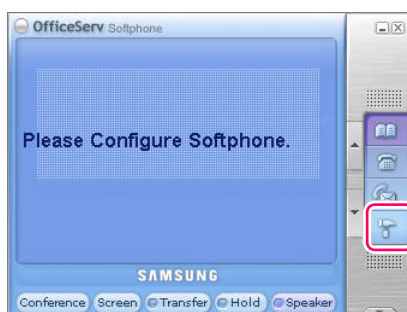 OfficeServ Softphone
Please Configure Softphone.
SAMSUNG
Conference Screen Transfer Hold Speaker